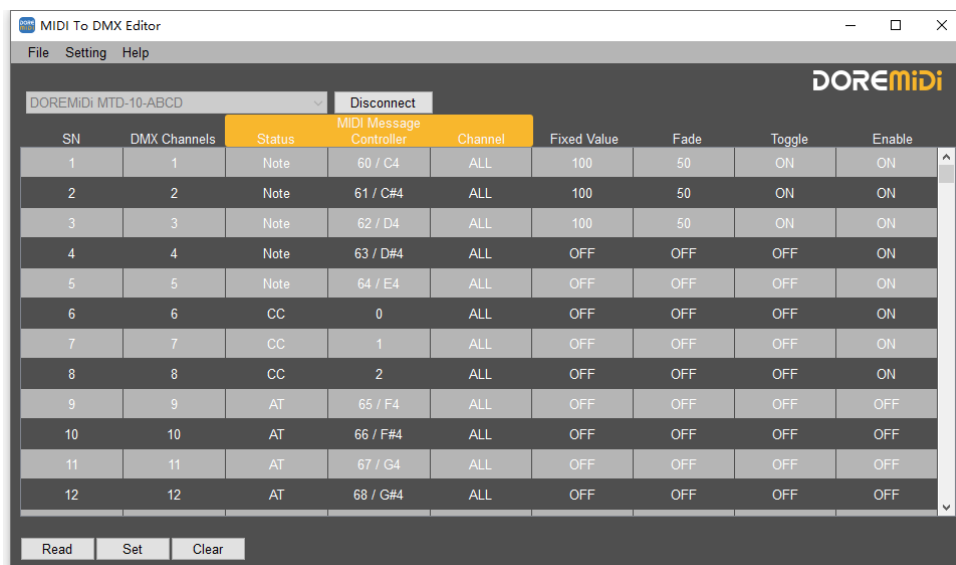 DORE MiDi MIDI To DMX Editor
File Setting Help
DOREMiDi
DOREMiDi MTD-10-ABCD Disconnect
MIDI Message
SN DMX Channels Status Controller Channel Fixed Value Fade Toggle Enable
1 1 Note 60 / C4 ALL 100 50 ON ON
2 2 Note 61 / C#4 ALL 100 50 ON ON
3 3 Note 62 / D4 ALL 100 50 ON ON
4 4 Note 63 / D#4 ALL OFF OFF OFF ON
5 5 Note 64 / E4 ALL OFF OFF OFF ON
6 6 CC 0 ALL OFF OFF OFF ON
7 7 CC 1 ALL OFF OFF OFF ON
8 8 CC 2 ALL OFF OFF OFF ON
9 9 AT 65 / F4 ALL OFF OFF OFF OFF
10 10 AT 66 / F#4 ALL OFF OFF OFF OFF
11 11 AT 67 / G4 ALL OFF OFF OFF OFF
12 12 AT 68 / G#4 ALL OFF OFF OFF OFF
Read Set Clear